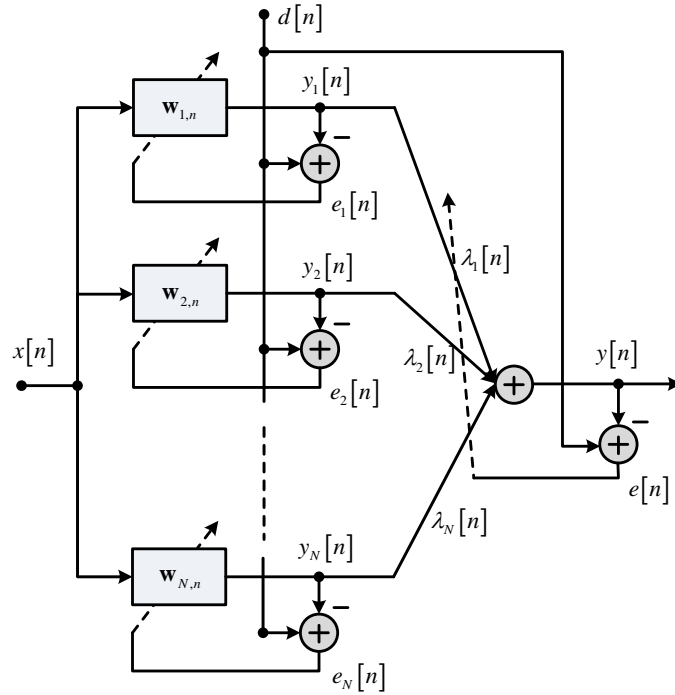 d[n]
y₁[n]
w₁,ₙ
e₁[n]
λ₁[n]
y₂[n]
w₂,ₙ
x[n]
λ₂[n]
y[n]
e₂[n]
e[n]
λ_N[n]
y_N[n]
w_N,ₙ
e_N[n]